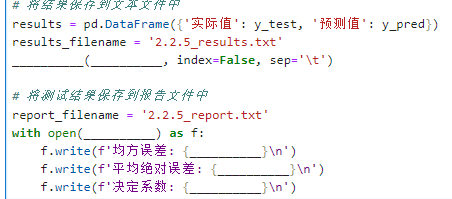 # 将结果保存到文本文件中
results = pd.DataFrame({'实际值': y_test, '预测值': y_pred})
results_filename = '2.2.5_results.txt'
__________(__________, index=False, sep='\t')
# 将测试结果保存到报告文件中
report_filename = '2.2.5_report.txt'
with open(__________) as f:
    f.write(f'均方误差: {__________}\n')
    f.write(f'平均绝对误差: {__________}\n')
    f.write(f'决定系数: {__________}\n')